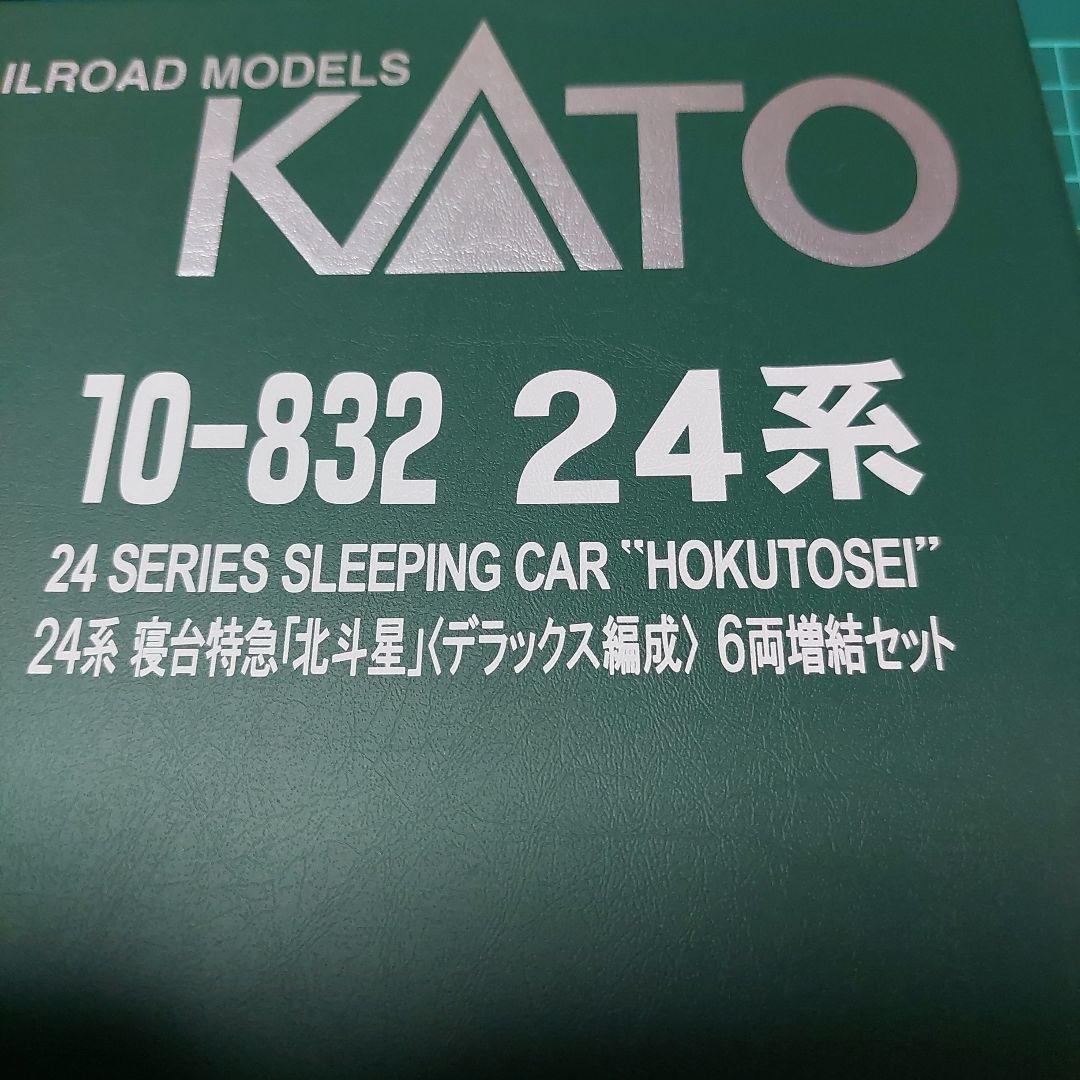 ILROAD MODELS
KATO
10-832 24系
24 SERIES SLEEPING CAR “HOKUTOSEI”
24系 寝台特急「北斗星」〈デラックス編成〉 6両増結セット